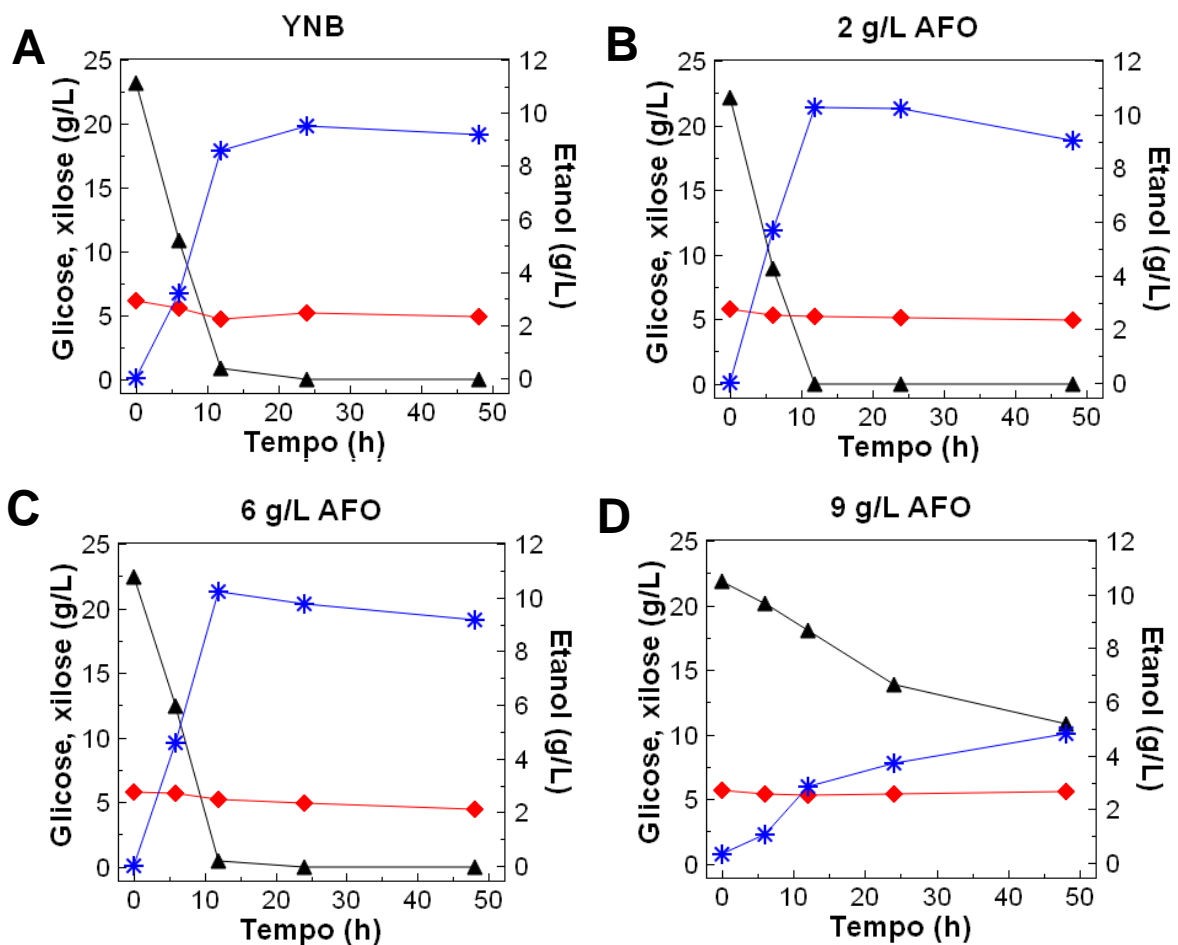 A
YNB
Glicose, xilose (g/L)
25
20
15
10
5
0
12
10
8
6
4
2
0
Etanol (g/L)
0 10 20 30 40 50
Tempo (h)
B
2 g/L AFO
Glicose, xilose (g/L)
25
20
15
10
5
0
12
10
8
6
4
2
0
Etanol (g/L)
0 10 20 30 40 50
Tempo (h)
C
6 g/L AFO
Glicose, xilose (g/L)
25
20
15
10
5
0
12
10
8
6
4
2
0
Etanol (g/L)
0 10 20 30 40 50
Tempo (h)
D
9 g/L AFO
Glicose, xilose (g/L)
25
20
15
10
5
0
12
10
8
6
4
2
0
Etanol (g/L)
0 10 20 30 40 50
Tempo (h)